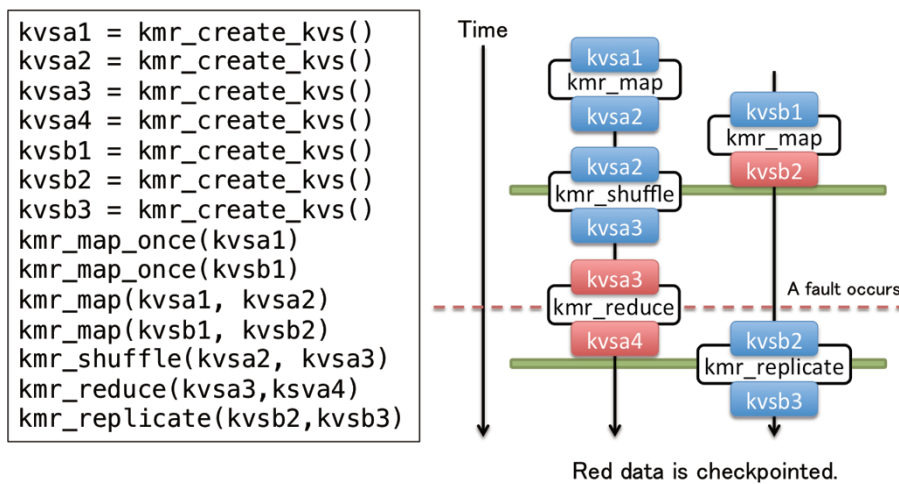 kvsa1 = kmr_create_kvs()
kvsa2 = kmr_create_kvs()
kvsa3 = kmr_create_kvs()
kvsa4 = kmr_create_kvs()
kvsb1 = kmr_create_kvs()
kvsb2 = kmr_create_kvs()
kvsb3 = kmr_create_kvs()
kmr_map_once(kvsa1)
kmr_map_once(kvsb1)
kmr_map(kvsa1, kvsa2)
kmr_map(kvsb1, kvsb2)
kmr_shuffle(kvsa2, kvsa3)
kmr_reduce(kvsa3,ksva4)
kmr_replicate(kvsb2,kvsb3)
Time
kvsa1
kmr_map
kvsa2
kvsa2
kmr_shuffle
kvsa3
kvsa3
kmr_reduce
kvsa4
kvsb1
kmr_map
kvsb2
A fault occurs
kvsb2
kmr_replicate
kvsb3
Red data is checkpointed.